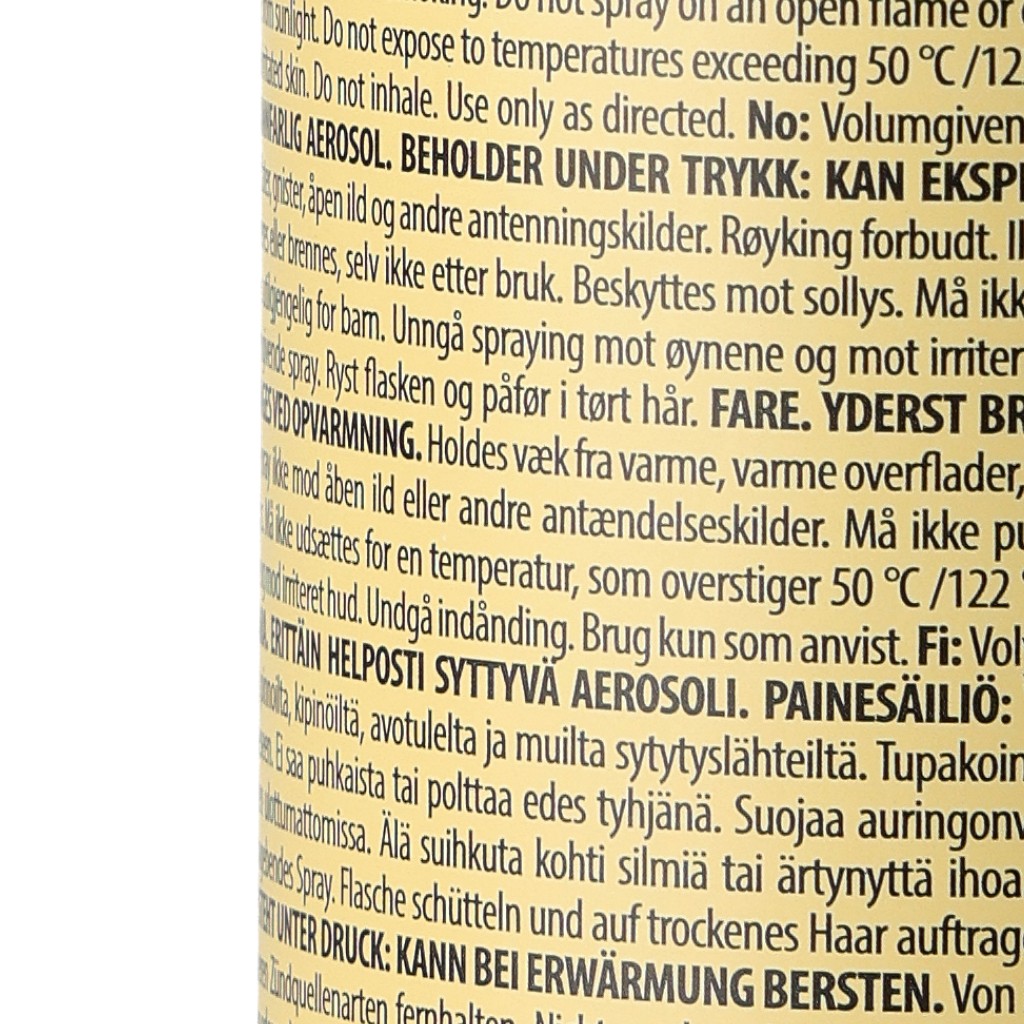 Do not spray on an open flame or
sunlight. Do not expose to temperatures exceeding 50 °C /12
skin. Do not inhale. Use only as directed. No: Volumgiven
AEROSOL. BEHOLDER UNDER TRYKK: KAN EKSP
gnister, åpen ild og andre antenningskilder. Røyking forbudt.
eller brennes, selv ikke etter bruk. Beskyttes mot sollys. Må ikk
for barn. Unngå spraying mot øynene og mot irriter
spray. Ryst flasken og påfør i tørt hår. FARE. YDERST BR
VED OPVARMNING. Holdes væk fra varme, varme overflader,
ikke mod åben ild eller andre antændelseskilder. Må ikke pu
Må ikke udsættes for en temperatur, som overstiger 50 °C /122
mod irriteret hud. Undgå indånding. Brug kun som anvist. Fi: Vol
ERITTÄIN HELPOSTI SYTTYVÄ AEROSOLI. PAINESÄILIÖ:
kipinöiltä, avotulelta ja muilta sytytyslähteiltä. Tupakoin
Ei saa puhkaista tai polttaa edes tyhjänä. Suojaa auringonv
ulottumattomissa. Älä suihkuta kohti silmiä tai ärtynyttä ihoa
Spray. Flasche schütteln und auf trockenes Haar auftrag
UNTER DRUCK: KANN BEI ERWÄRMUNG BERSTEN. Von
Zündquellenarten fernhalten.